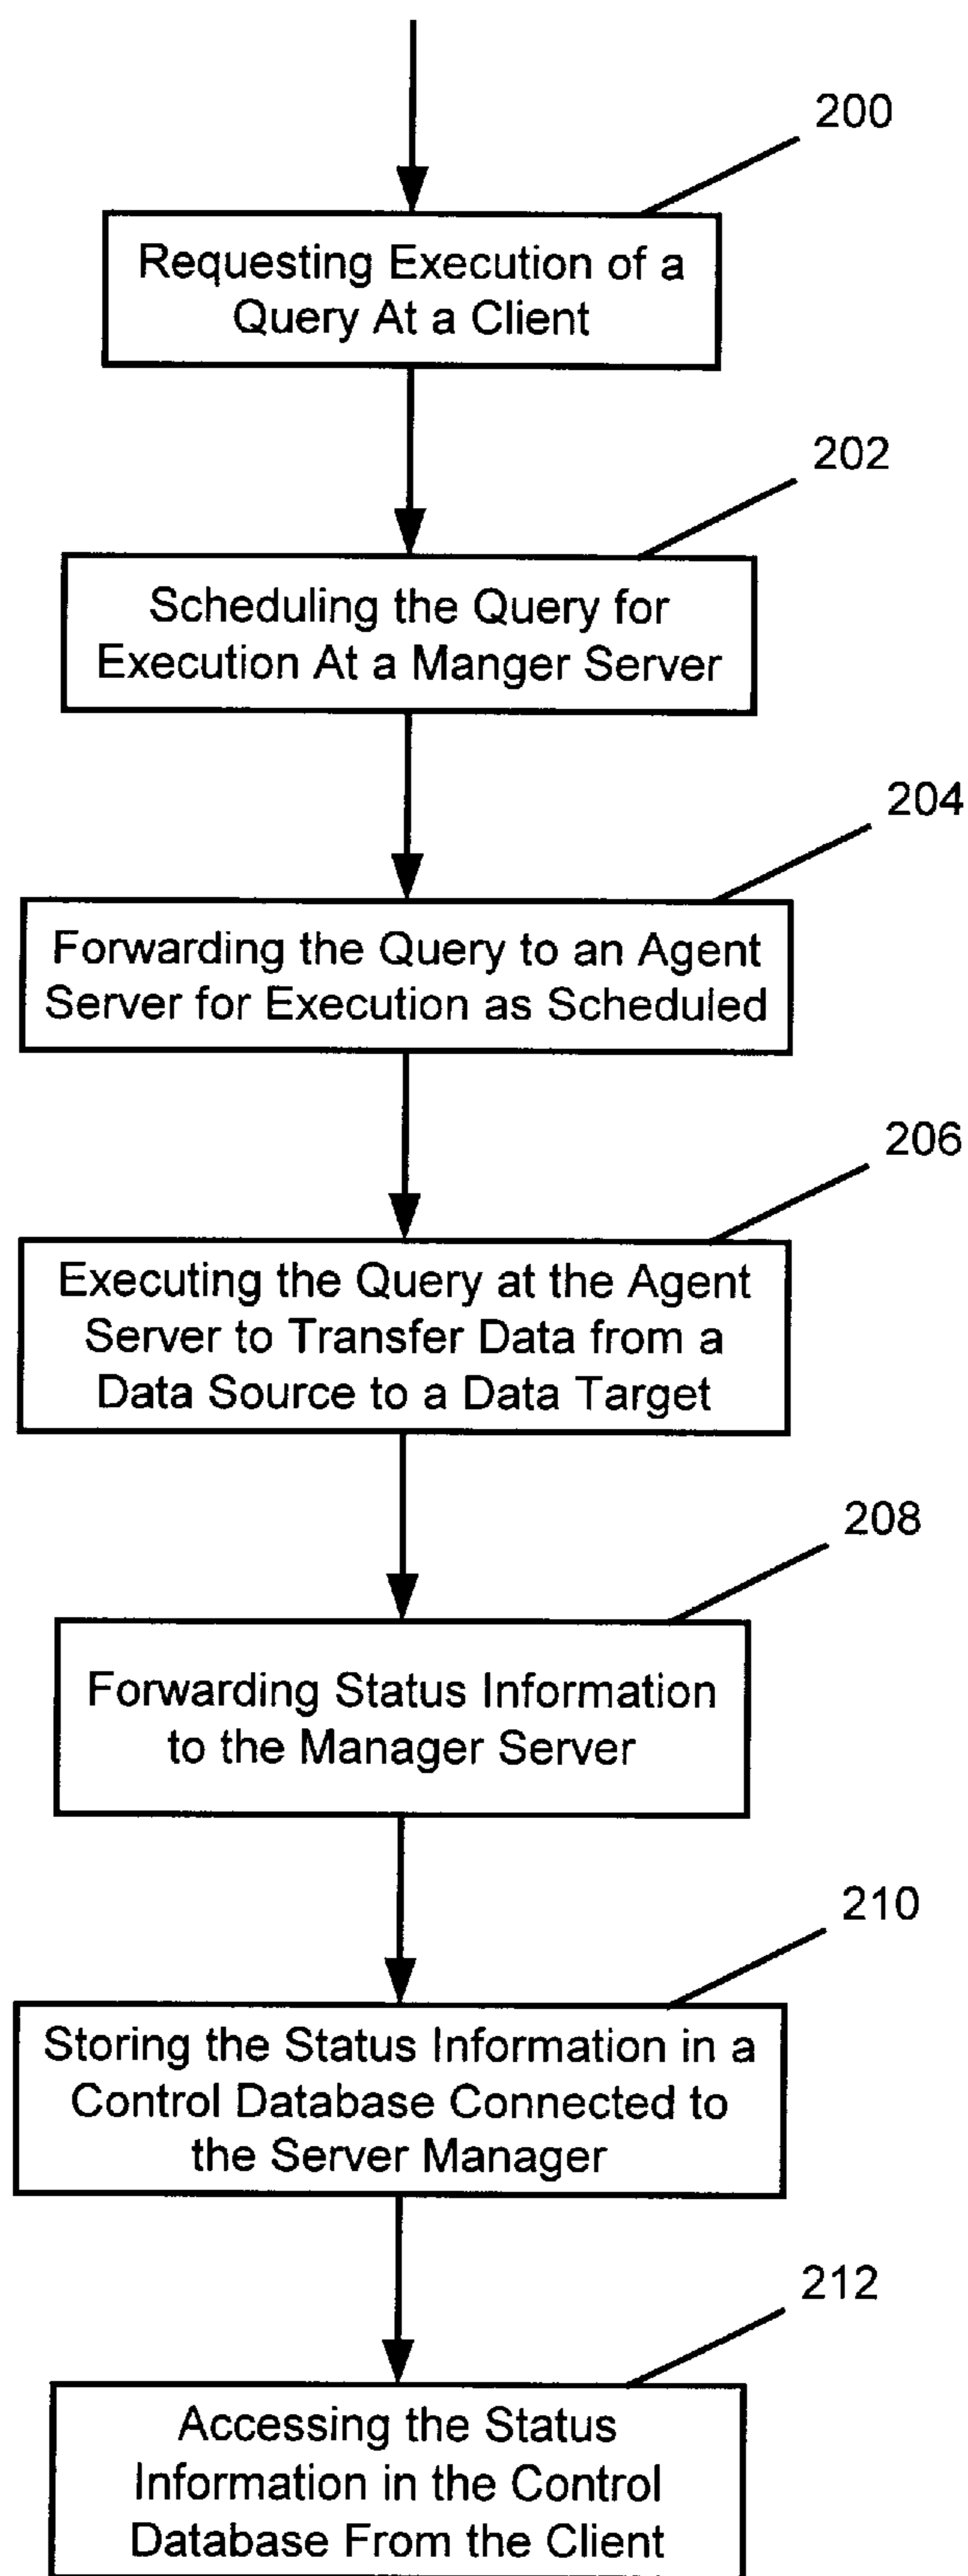 200
Requesting Execution of a
Query At a Client
202
Scheduling the Query for
Execution At a Manger Server
204
Forwarding the Query to an Agent
Server for Execution as Scheduled
206
Executing the Query at the Agent
Server to Transfer Data from a
Data Source to a Data Target
208
Forwarding Status Information
to the Manager Server
210
Storing the Status Information in a
Control Database Connected to
the Server Manager
212
Accessing the Status
Information in the Control
Database From the Client